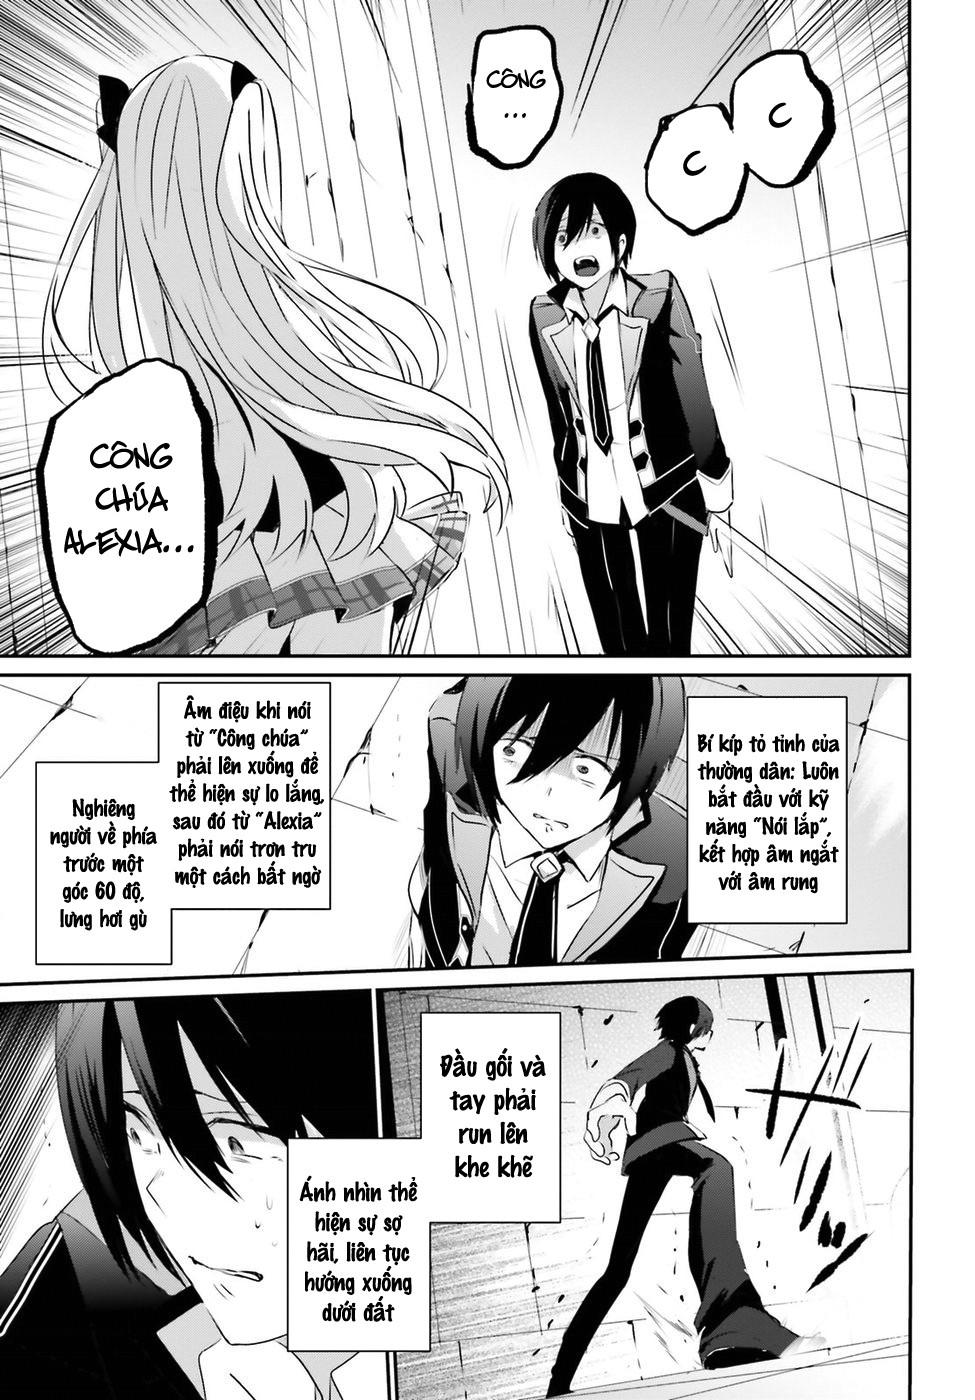 C
C
CÔNG
...
CÔNG
CHÚA
ALEXIA...
Bí kíp tỏ tình của
thường dân: Luôn
bắt đầu với kỹ
năng "Nói lắp",
kết hợp âm ngắt
với âm rung
Âm điệu khi nói
từ "Công chúa"
phải lên xuống để
thể hiện sự lo lắng,
sau đó từ "Alexia"
phải nói trơn tru
một cách bất ngờ
Nghiêng
người về phía
trước một
góc 60 độ,
lưng hơi gù
Đầu gối và
tay phải
run lên
khe khẽ
Ánh nhìn thể
hiện sự sợ
hãi, liên tục
hướng xuống
dưới đất